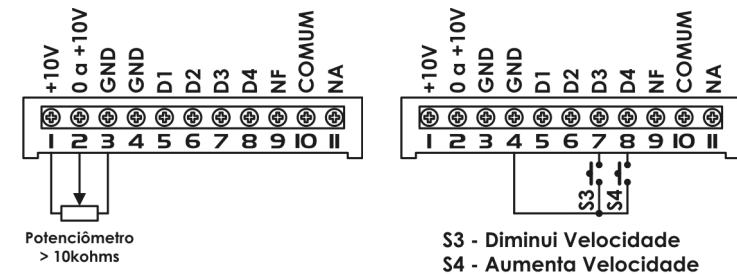 +10V 0 a +10V GND GND D1 D2 D3 D4 NF COMUM NA
1 2 3 4 5 6 7 8 9 10 11
Potenciômetro
> 10kohms
+10V 0 a +10V GND GND D1 D2 D3 D4 NF COMUM NA
1 2 3 4 5 6 7 8 9 10 11
S3 S4
S3 - Diminui Velocidade
S4 - Aumenta Velocidade